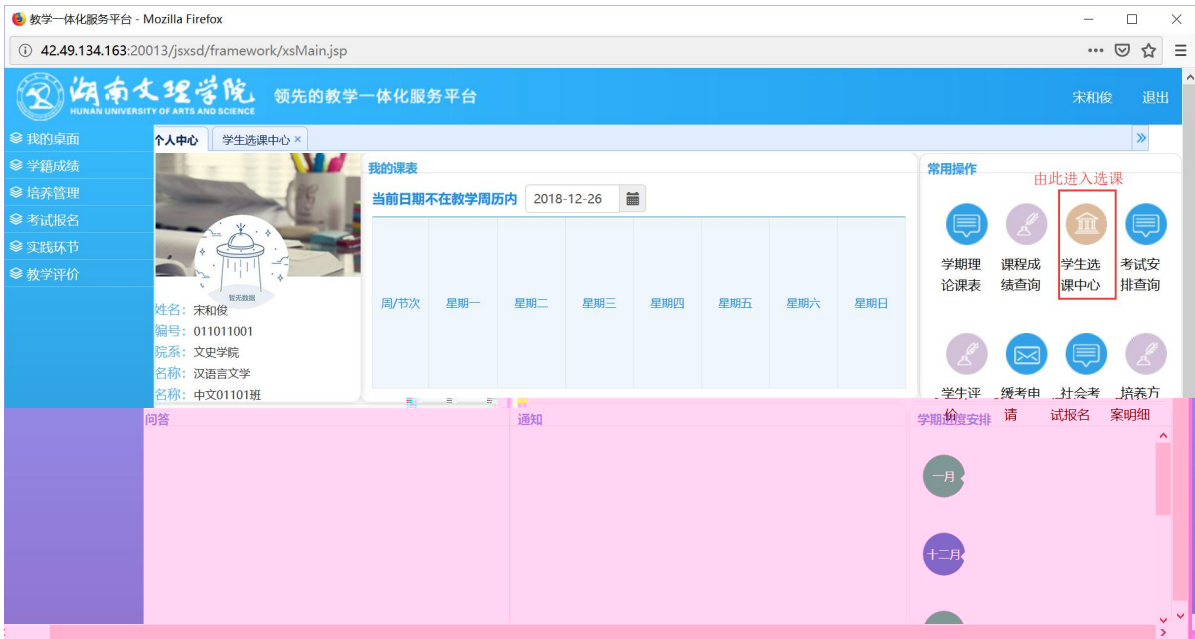 教学一体化服务平台 - Mozilla Firefox
42.49.134.163:20013/jsxsd/framework/xsMain.jsp
湖南文理学院
HUNAN UNIVERSITY OF ARTS AND SCIENCE
领先的教学一体化服务平台
宋和俊 退出
我的桌面
学籍成绩
培养管理
考试报名
实践环节
教学评价
个人中心 学生选课中心 ×
暂无数据
姓名：宋和俊
编号：011011001
院系：文史学院
名称：汉语言文学
名称：中文01101班
我的课表
当前日期不在教学周历内 2018-12-26
周/节次 星期一 星期二 星期三 星期四 星期五 星期六 星期日
常用操作
由此进入选课
学期理论课表
课程成绩查询
学生选课中心
考试安排查询
学生评价
缓考申请
社会考试报名
培养方案明细
问答
通知
学期进度安排
一月
十二月